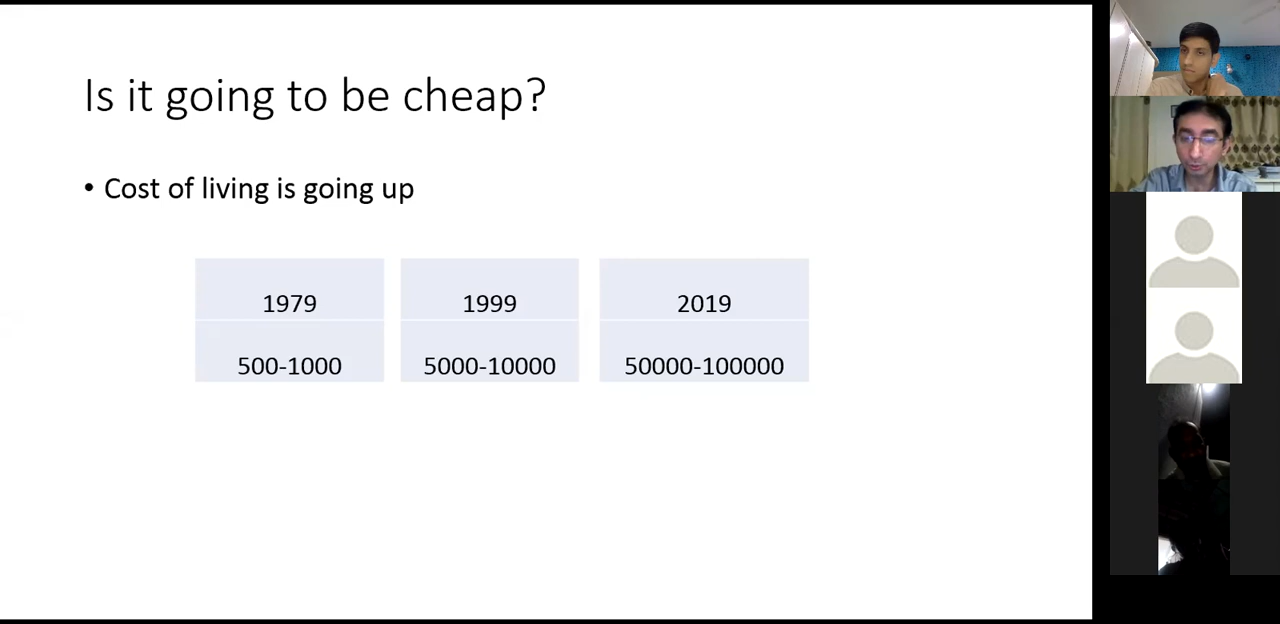 Is it going to be cheap?
• Cost of living is going up
1979 1999 2019
500-1000 5000-10000 50000-100000